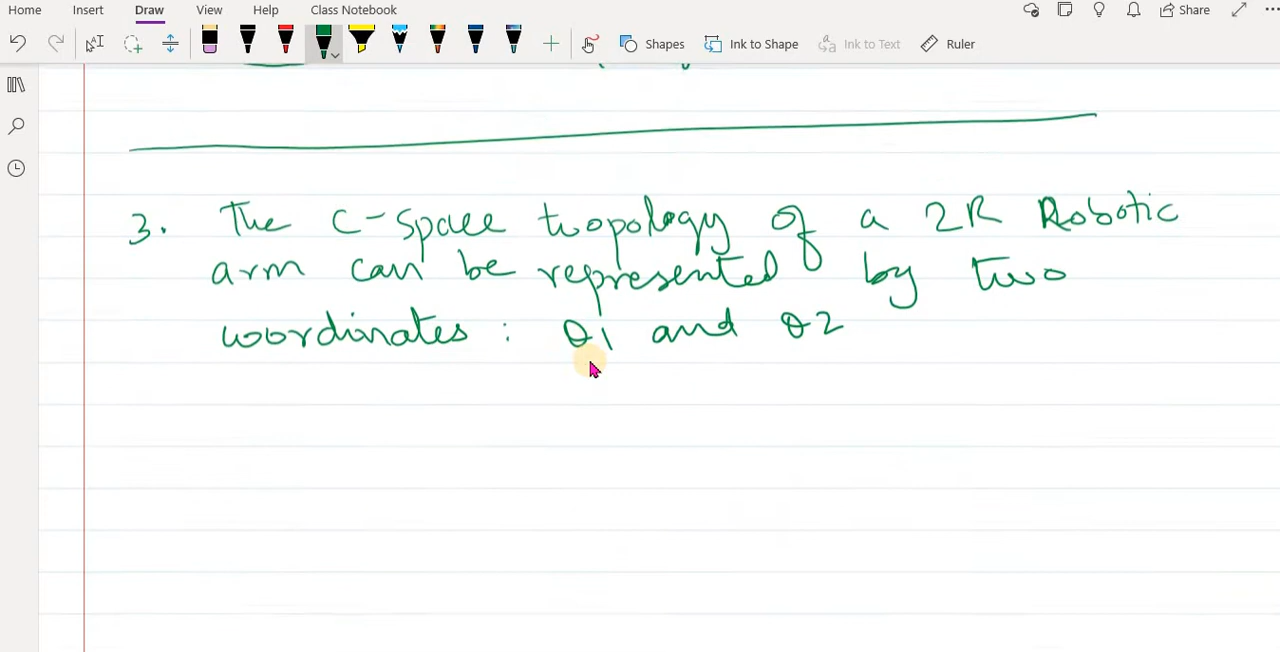 Home Insert Draw View Help Class Notebook Share
Shapes Ink to Shape Ink to Text Ruler
3. The C-space topology of a 2R Robotic
arm can be represented by two
coordinates : θ1 and θ2